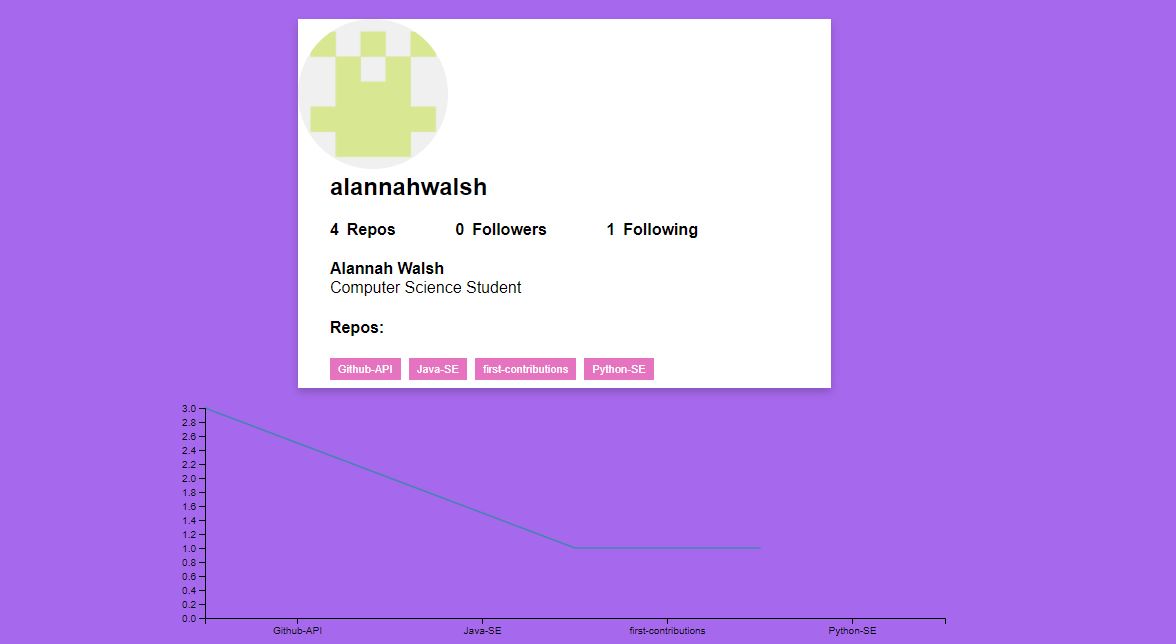 alannahwalsh
4 Repos 0 Followers 1 Following
Alannah Walsh
Computer Science Student
Repos:
Github-API Java-SE first-contributions Python-SE
3.0
2.8
2.6
2.4
2.2
2.0
1.8
1.6
1.4
1.2
1.0
0.8
0.6
0.4
0.2
0.0
Github-API Java-SE first-contributions Python-SE